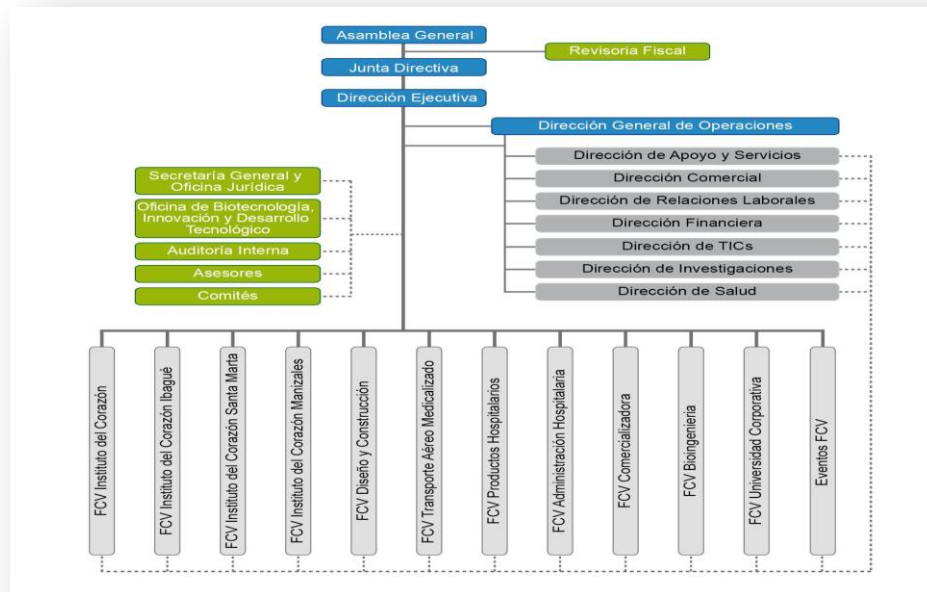 Asamblea General
Revisoria Fiscal
Junta Directiva
Dirección Ejecutiva
Dirección General de Operaciones
Dirección de Apoyo y Servicios
Dirección Comercial
Dirección de Relaciones Laborales
Dirección Financiera
Dirección de TICs
Dirección de Investigaciones
Dirección de Salud
Secretaría General y
Oficina Jurídica
Oficina de Biotecnología,
Innovación y Desarrollo
Tecnológico
Auditoría Interna
Asesores
Comités
FCV Instituto del Corazón
FCV Instituto del Corazón Ibagué
FCV Instituto del Corazón Santa Marta
FCV Instituto del Corazón Manizales
FCV Diseño y Construcción
FCV Transporte Aéreo Medicalizado
FCV Productos Hospitalarios
FCV Administración Hospitalaria
FCV Comercializadora
FCV Bioingeniería
FCV Universidad Corporativa
Eventos FCV